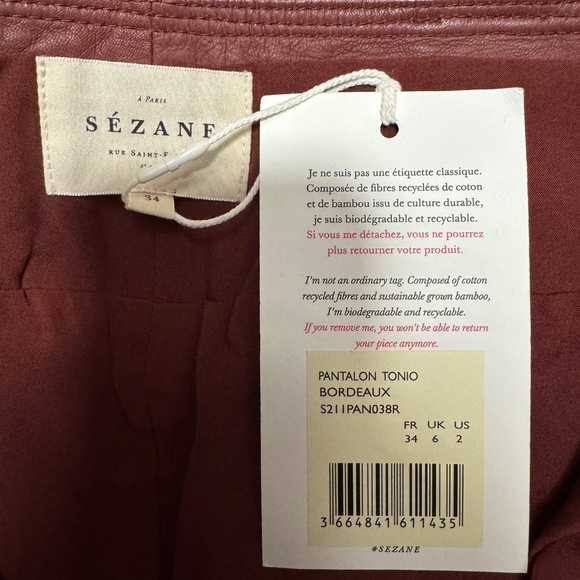 À PARIS
SÉZANE
RUE SAINT-F
34
Je ne suis pas une étiquette classique.
Composée de fibres recyclées de coton
et de bambou issu de culture durable,
je suis biodégradable et recyclable.
Si vous me détachez, vous ne pourrez
plus retourner votre produit.
I'm not an ordinary tag. Composed of cotton
recycled fibres and sustainable grown bamboo,
I'm biodegradable and recyclable.
If you remove me, you won't be able to return
your piece anymore.
PANTALON TONIO
BORDEAUX
S211PAN038R
FR UK US
34 6 2
3 664841 611435
#SEZANE